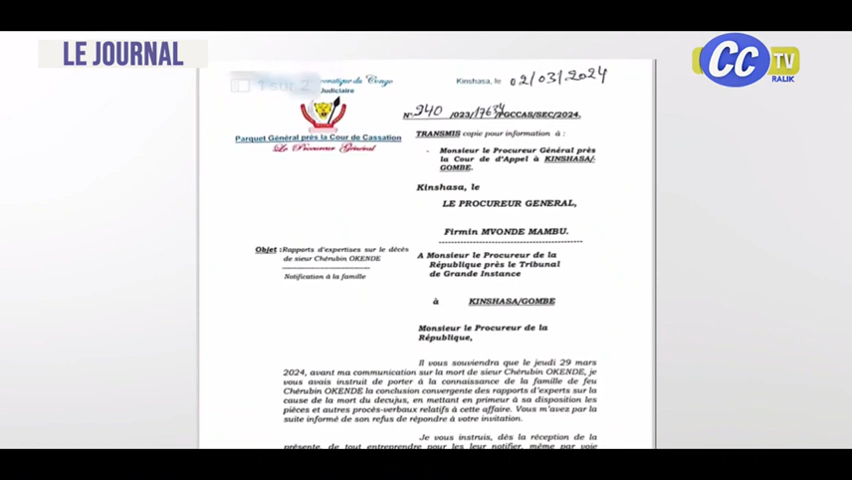 LE JOURNAL
CC TV
RALIK
1 sur 2
ocratique du Congo
Judiciaire
Parquet Général près la Cour de Cassation
Le Procureur Général
Kinshasa, le 02/03/2024
N°.940 /023/17634/PGCCAS/SEC/2024.
TRANSMIS copie pour information à :
- Monsieur le Procureur Général près
la Cour de d'Appel à KINSHASA/-
GOMBE.
Kinshasa, le
LE PROCUREUR GENERAL,
Firmin MVONDE MAMBU.
Objet : Rapports d'expertises sur le décès
de sieur Chérubin OKENDE
Notification à la famille
A Monsieur le Procureur de la
République près le Tribunal
de Grande Instance
à KINSHASA/GOMBE
Monsieur le Procureur de la
République,
Il vous souviendra que le jeudi 29 mars
2024, avant ma communication sur la mort de sieur Chérubin OKENDE, je
vous avais instruit de porter à la connaissance de la famille de feu
Chérubin OKENDE la conclusion convergente des rapports d'experts sur la
cause de la mort du decujus, en mettant en primeur à sa disposition les
pièces et autres procès-verbaux relatifs à cette affaire. Vous m'avez par la
suite informé de son refus de répondre à votre invitation.
Je vous instruis, dès la réception de la
présente, de tout entreprendre pour les leur notifier, même par voie